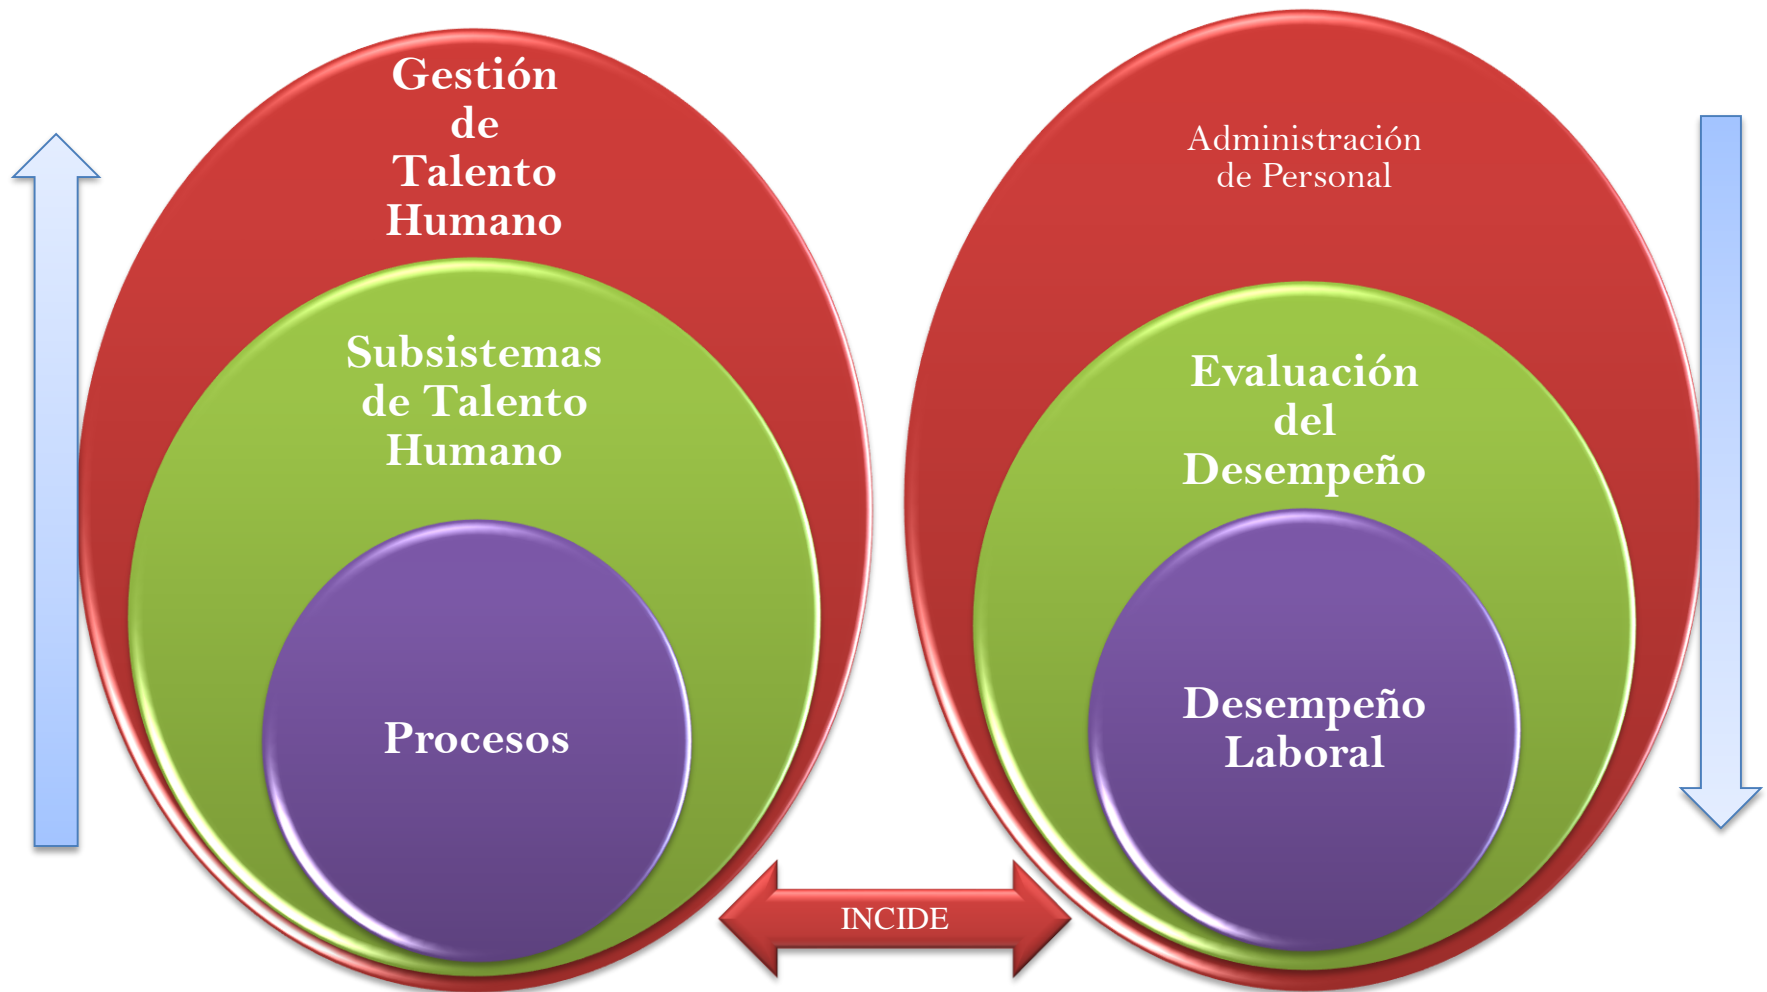 Gestión
de
Talento
Humano
Subsistemas
de Talento
Humano
Procesos
Administración
de Personal
Evaluación
del
Desempeño
Desempeño
Laboral
INCIDE